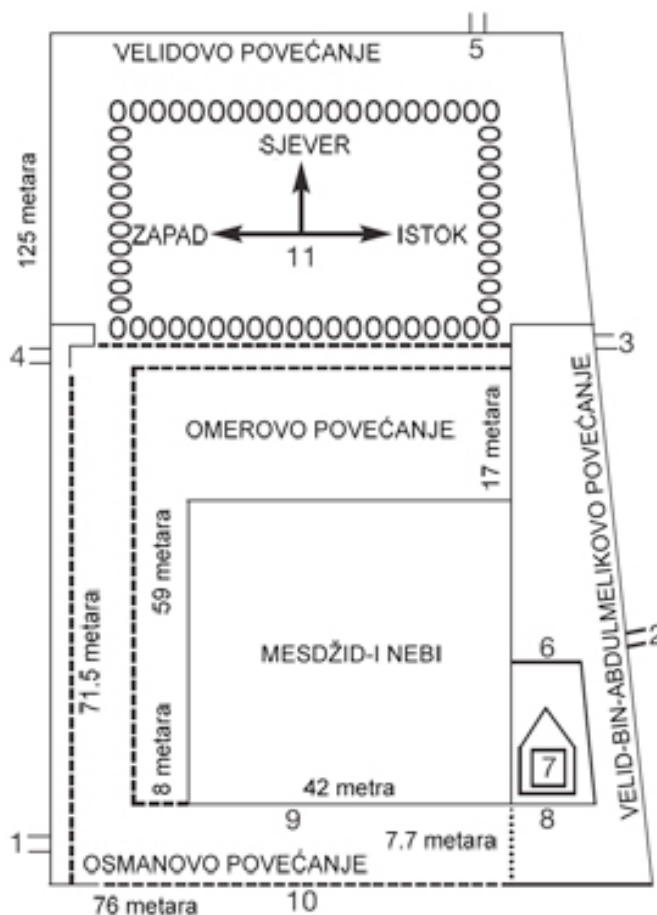 5
VELIDOVO POVEĆANJE
SJEVER
ZAPAD
ISTOK
11
125 metara
4
3
OMEROVO POVEĆANJE
17 metara
VELID-BIN-ABDULMELIKOVO POVEĆANJE
59 metara
71.5 metara
MESDŽID-I NEBI
2
6
7
8 metara
42 metra
9
8
7.7 metara
1
OSMANOVO POVEĆANJE
76 metara
10